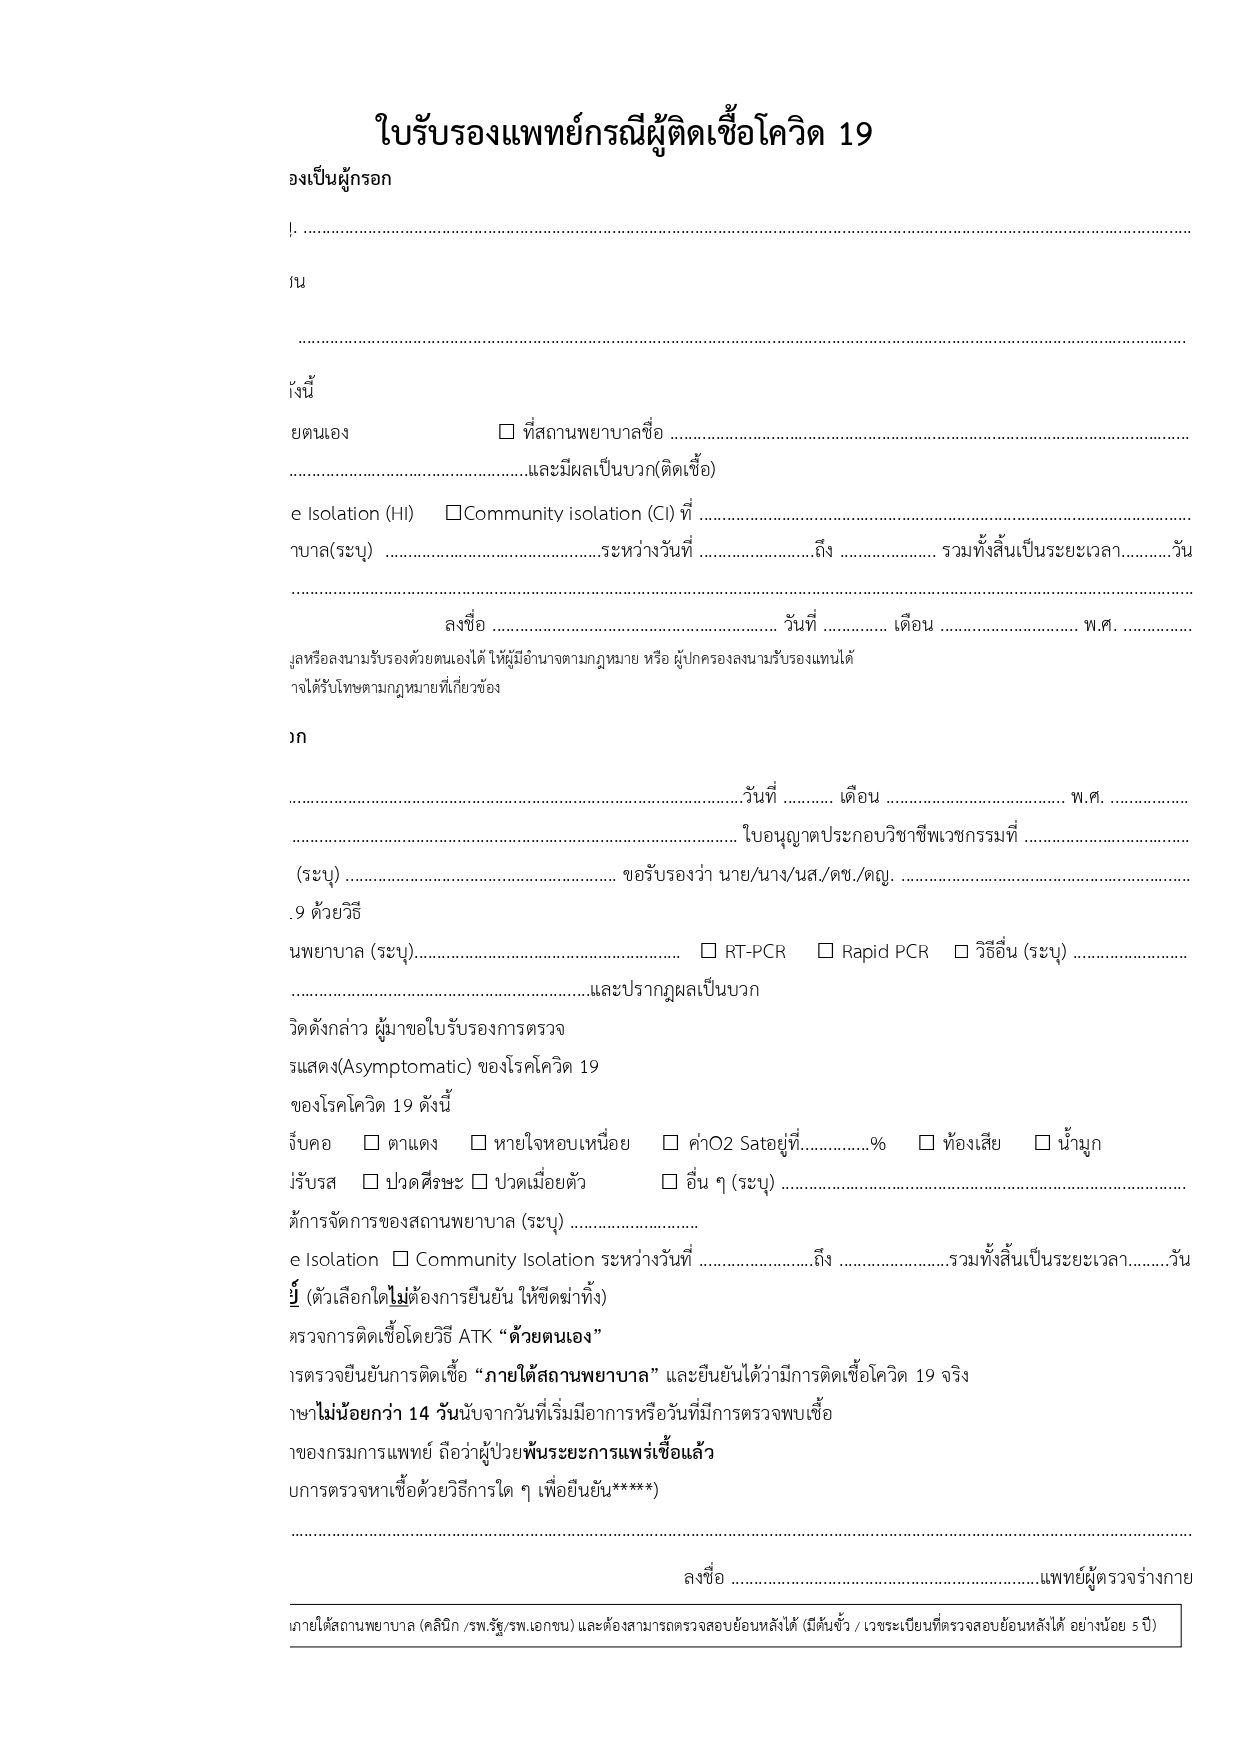 ใบรับรองแพทย์กรณีผู้ติดเชื้อโควิด 19
องเป็นผู้กรอก
. ........................................................................................................................
ชน
........................................................................................................................
ดังนี้
ยตนเอง ☐ ที่สถานพยาบาลชื่อ ........................................................................
........................................และมีผลเป็นบวก(ติดเชื้อ)
e Isolation (HI) ☐Community isolation (CI) ที่ ........................................................................
าบาล(ระบุ) ................................ระหว่างวันที่ .........................ถึง ..................... รวมทั้งสิ้นเป็นระยะเวลา...........วัน
........................................................................................................................
ลงชื่อ .............................................................. วันที่ .............. เดือน .............................. พ.ศ. ...............
มูลหรือลงนามรับรองด้วยตนเองได้ ให้ผู้มีอำนาจตามกฎหมาย หรือ ผู้ปกครองลงนามรับรองแทนได้
าจได้รับโทษตามกฎหมายที่เกี่ยวข้อง
อก
................................................................................วันที่ ........... เดือน ....................................... พ.ศ. .................
................................................................................ ใบอนุญาตประกอบวิชาชีพเวชกรรมที่ ....................................
(ระบุ) ........................................................... ขอรับรองว่า นาย/นาง/นส./ดช./ดญ. ...............................................................
19 ด้วยวิธี
นพยาบาล (ระบุ).......................................................... ☐ RT-PCR ☐ Rapid PCR ☐ วิธีอื่น (ระบุ) .........................
.................................................................และปรากฏผลเป็นบวก
วิดดังกล่าว ผู้มาขอใบรับรองการตรวจ
รแสดง(Asymptomatic) ของโรคโควิด 19
ของโรคโควิด 19 ดังนี้
จ็บคอ ☐ ตาแดง ☐ หายใจหอบเหนื่อย ☐ ค่าO2 Satอยู่ที่...............% ☐ ท้องเสีย ☐ น้ำมูก
ม่รับรส ☐ ปวดศีรษะ ☐ ปวดเมื่อยตัว ☐ อื่น ๆ (ระบุ) ........................................................................
ต้การจัดการของสถานพยาบาล (ระบุ) ............................
e Isolation ☐ Community Isolation ระหว่างวันที่ .........................ถึง ........................รวมทั้งสิ้นเป็นระยะเวลา.........วัน
ย์ (ตัวเลือกใดไม่ต้องการยืนยัน ให้ขีดฆ่าทิ้ง)
ตรวจการติดเชื้อโดยวิธี ATK “ด้วยตนเอง”
ารตรวจยืนยันการติดเชื้อ “ภายใต้สถานพยาบาล” และยืนยันได้ว่ามีการติดเชื้อโควิด 19 จริง
าษาไม่น้อยกว่า 14 วันนับจากวันที่เริ่มมีอาการหรือวันที่มีการตรวจพบเชื้อ
าของกรมการแพทย์ ถือว่าผู้ป่วยพ้นระยะการแพร่เชื้อแล้ว
บการตรวจหาเชื้อด้วยวิธีการใด ๆ เพื่อยืนยัน*****)
........................................................................................................................
ลงชื่อ ...................................................................แพทย์ผู้ตรวจร่างกาย
ภายใต้สถานพยาบาล (คลินิก /รพ.รัฐ/รพ.เอกชน) และต้องสามารถตรวจสอบย้อนหลังได้ (มีต้นขั้ว / เวชระเบียนที่ตรวจสอบย้อนหลังได้ อย่างน้อย 5 ปี)